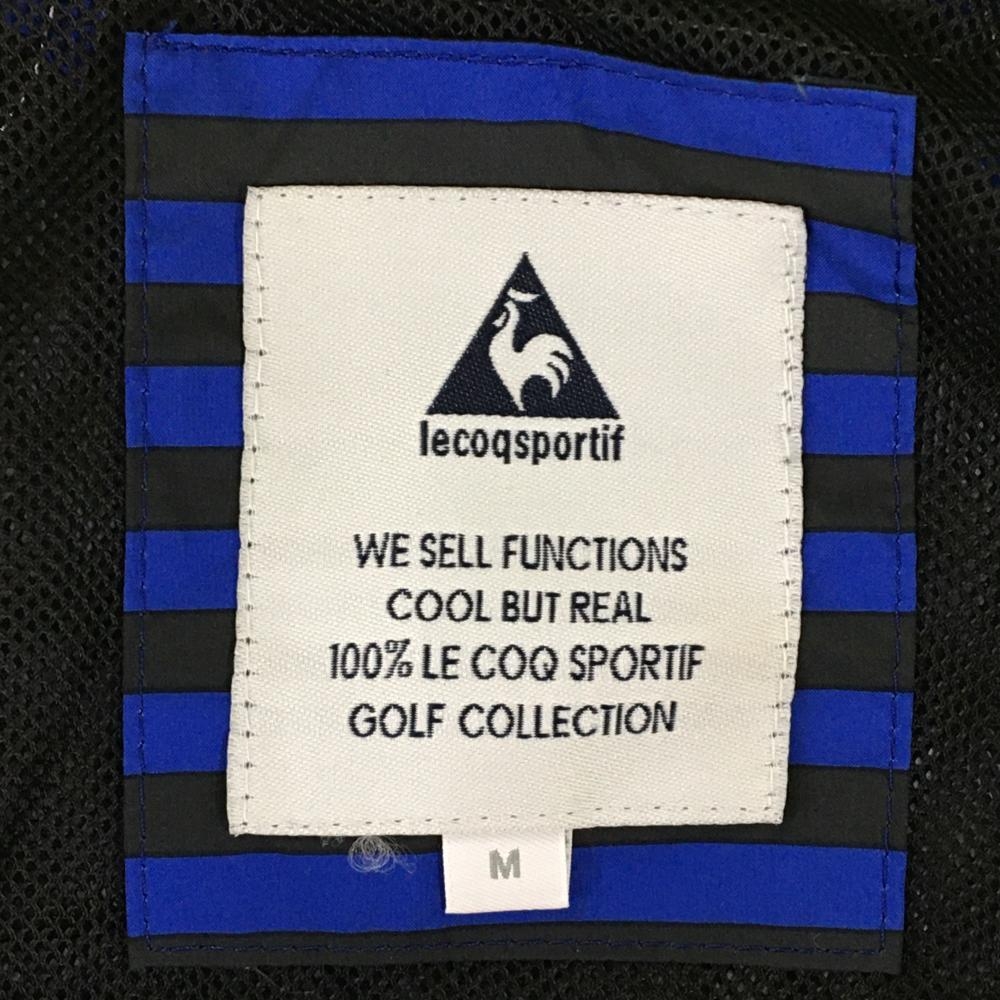 lecoqsportif
WE SELL FUNCTIONS
COOL BUT REAL
100% LE COQ SPORTIF
GOLF COLLECTION
M